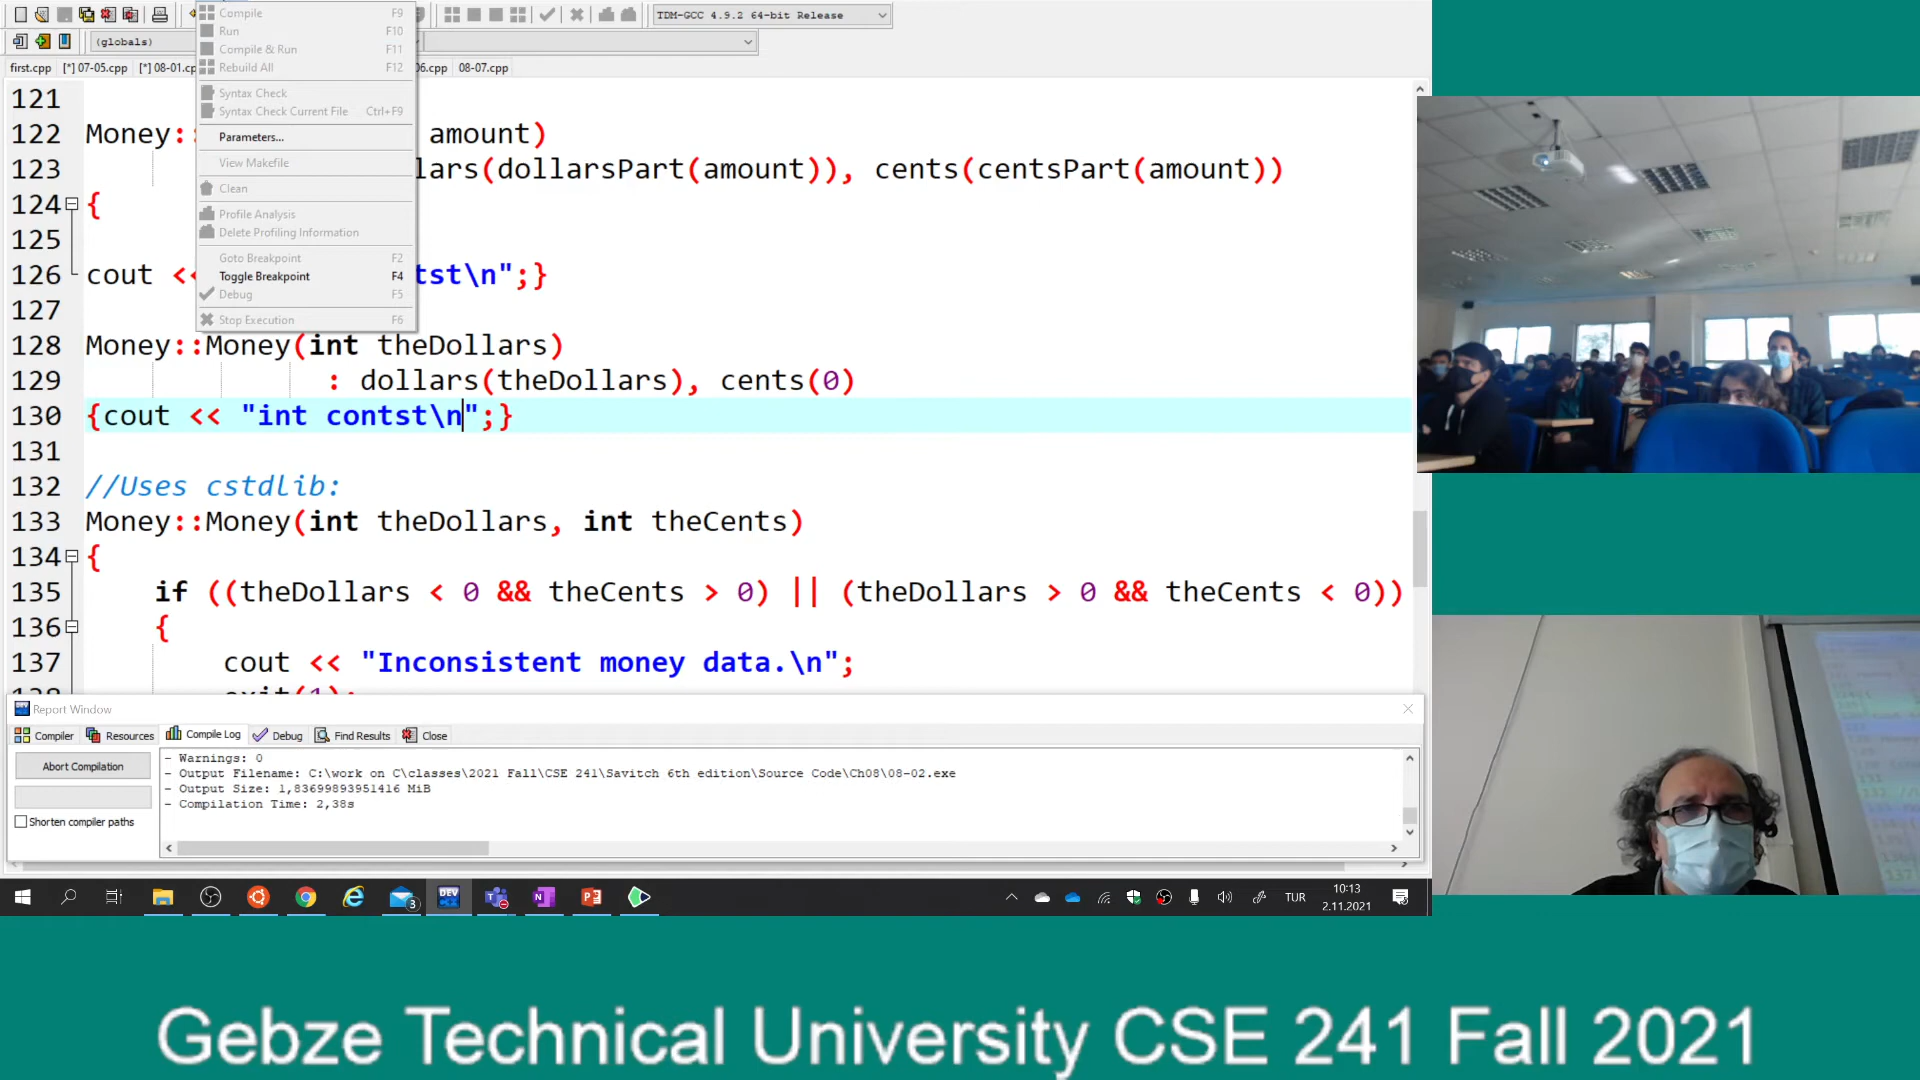 TDM-GCC 4.9.2 64-bit Release
(globals)
first.cpp [*] 07-05.cpp [*] 08-01.cp 06.cpp 08-07.cpp
Compile F9
Run F10
Compile & Run F11
Rebuild All F12
Syntax Check
Syntax Check Current File Ctrl+F9
Parameters...
View Makefile
Clean
Profile Analysis
Delete Profiling Information
Goto Breakpoint F2
Toggle Breakpoint F4
Debug F5
Stop Execution F6
121
122 Money:: amount)
123 lars(dollarsPart(amount)), cents(centsPart(amount))
124 {
125
126 cout << tst\n";}
127
128 Money::Money(int theDollars)
129 : dollars(theDollars), cents(0)
130 {cout << "int contst\n";}
131
132 //Uses cstdlib:
133 Money::Money(int theDollars, int theCents)
134 {
135 if ((theDollars < 0 && theCents > 0) || (theDollars > 0 && theCents < 0))
136 {
137 cout << "Inconsistent money data.\n";
138 exit(1);
Report Window
Compiler Resources Compile Log Debug Find Results Close
Abort Compilation
Shorten compiler paths
- Warnings: 0
- Output Filename: C:\work on C\classes\2021 Fall\CSE 241\Savitch 6th edition\Source Code\Ch08\08-02.exe
- Output Size: 1,83699893951416 MiB
- Compilation Time: 2,38s
DEV
3
TUR
10:13
2.11.2021
Gebze Technical University CSE 241 Fall 2021